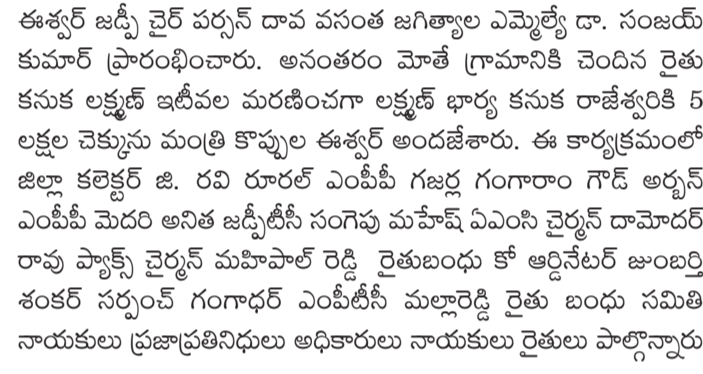 ఈశ్వర్ జడ్పీ చైర్ పర్సన్ దావ వసంత జగిత్యాల ఎమ్మెల్యే డా. సంజయ్
కుమార్ ప్రారంభించారు. అనంతరం మోతే గ్రామానికి చెందిన రైతు
కనుక లక్ష్మణ్ ఇటీవల మరణించగా లక్ష్మణ్ భార్య కనుక రాజేశ్వరికి 5
లక్షల చెక్కును మంత్రి కొప్పుల ఈశ్వర్ అందజేశారు. ఈ కార్యక్రమంలో
జిల్లా కలెక్టర్ జి. రవి రూరల్ ఎంపీపీ గజర్ల గంగారాం గౌడ్ అర్బన్
ఎంపీపీ మెదరి అనిత జడ్పీటీసీ సంగెపు మహేష్ ఏఎంసి చైర్మన్ దామోదర్
రావు ప్యాక్స్ చైర్మన్ మహిపాల్ రెడ్డి రైతుబంధు కో ఆర్డినేటర్ జుంబర్తి
శంకర్ సర్పంచ్ గంగాధర్ ఎంపీటీసీ మల్లారెడ్డి రైతు బంధు సమితి
నాయకులు ప్రజాప్రతినిధులు అధికారులు నాయకులు రైతులు పాల్గొన్నారు